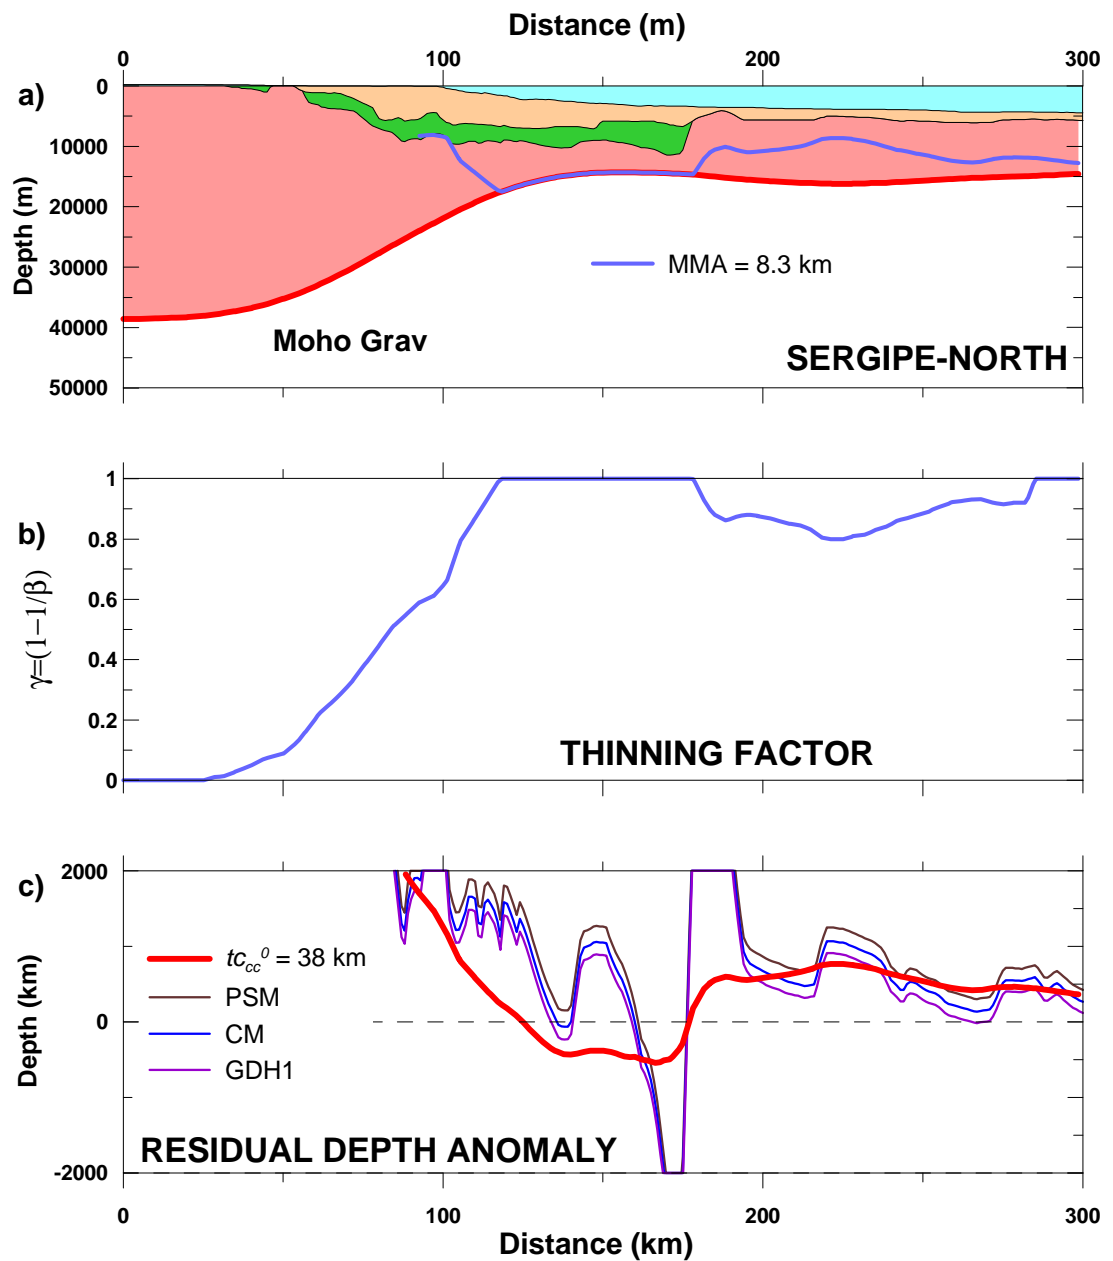 Distance (m)
0 100 200 300
a)
0
10000
20000
30000
40000
50000
Depth (m)
MMA = 8.3 km
Moho Grav
SERGIPE-NORTH
b)
1
0.8
0.6
0.4
0.2
0
γ=(1−1/β)
THINNING FACTOR
c)
2000
0
-2000
Depth (km)
tc_cc^0 = 38 km
PSM
CM
GDH1
RESIDUAL DEPTH ANOMALY
0 100 200 300
Distance (km)